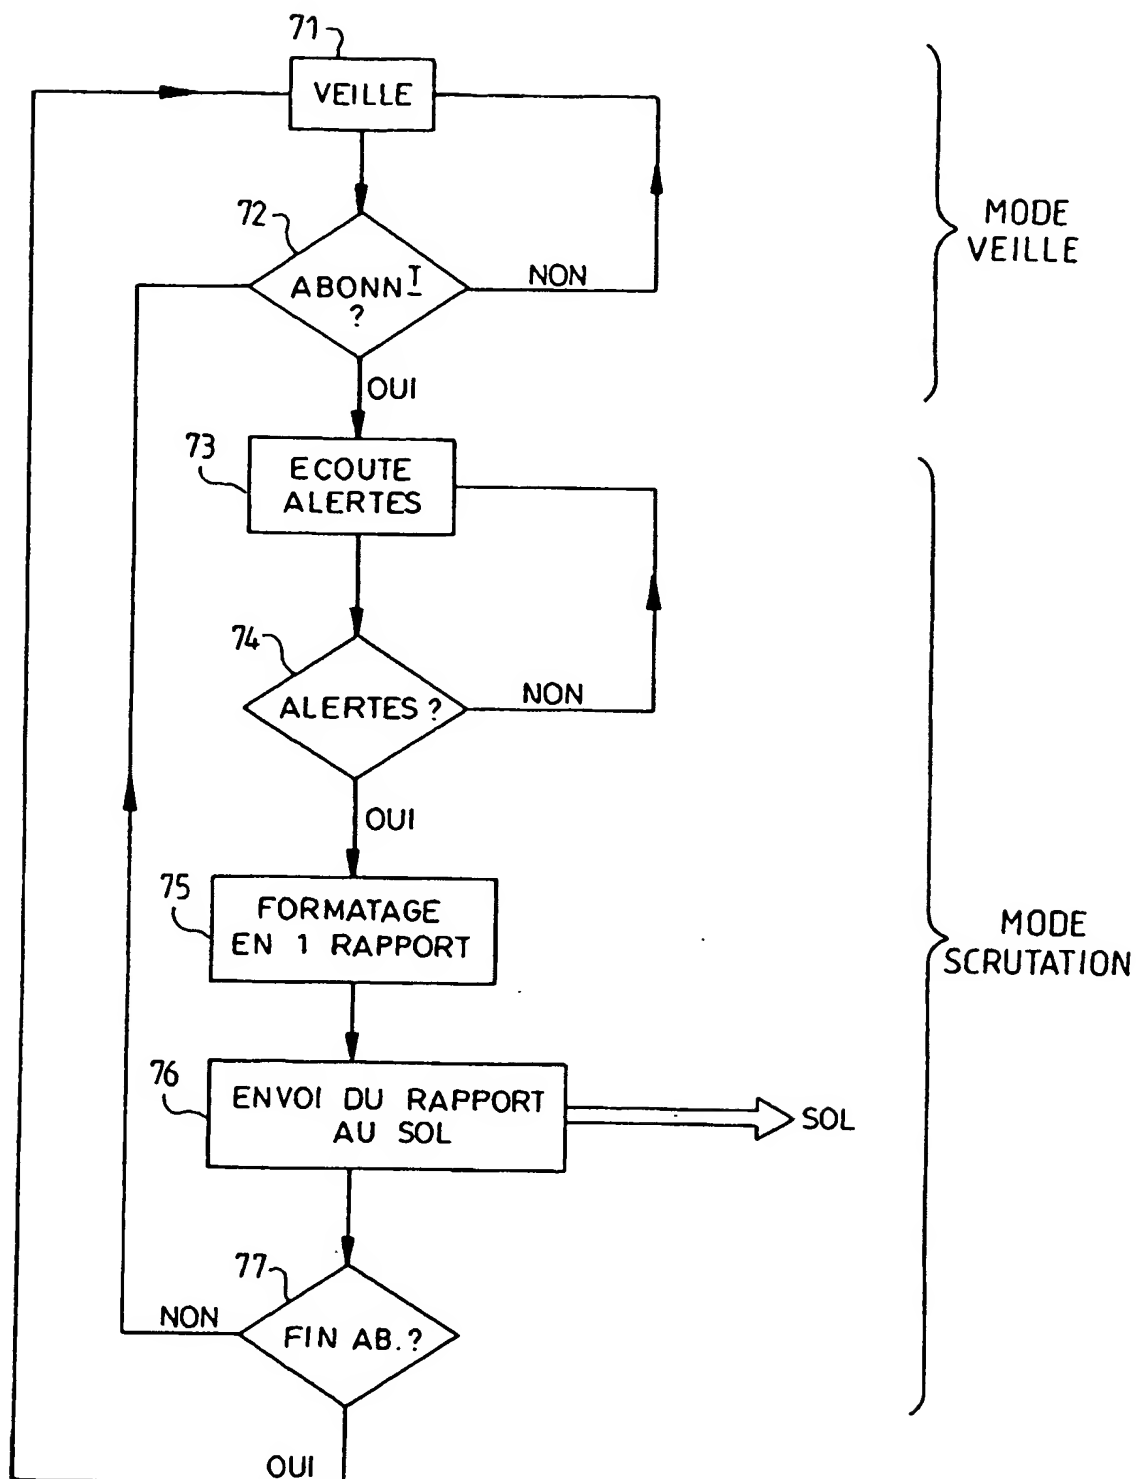 71
VEILLE
72
ABONNT
?
NON
OUI
MODE
VEILLE
73
ECOUTE
ALERTES
74
ALERTES ?
NON
OUI
75
FORMATAGE
EN 1 RAPPORT
76
ENVOI DU RAPPORT
AU SOL
SOL
77
FIN AB.?
NON
OUI
MODE
SCRUTATION